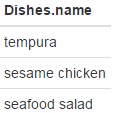 Dishes.name
tempura
sesame chicken
seafood salad